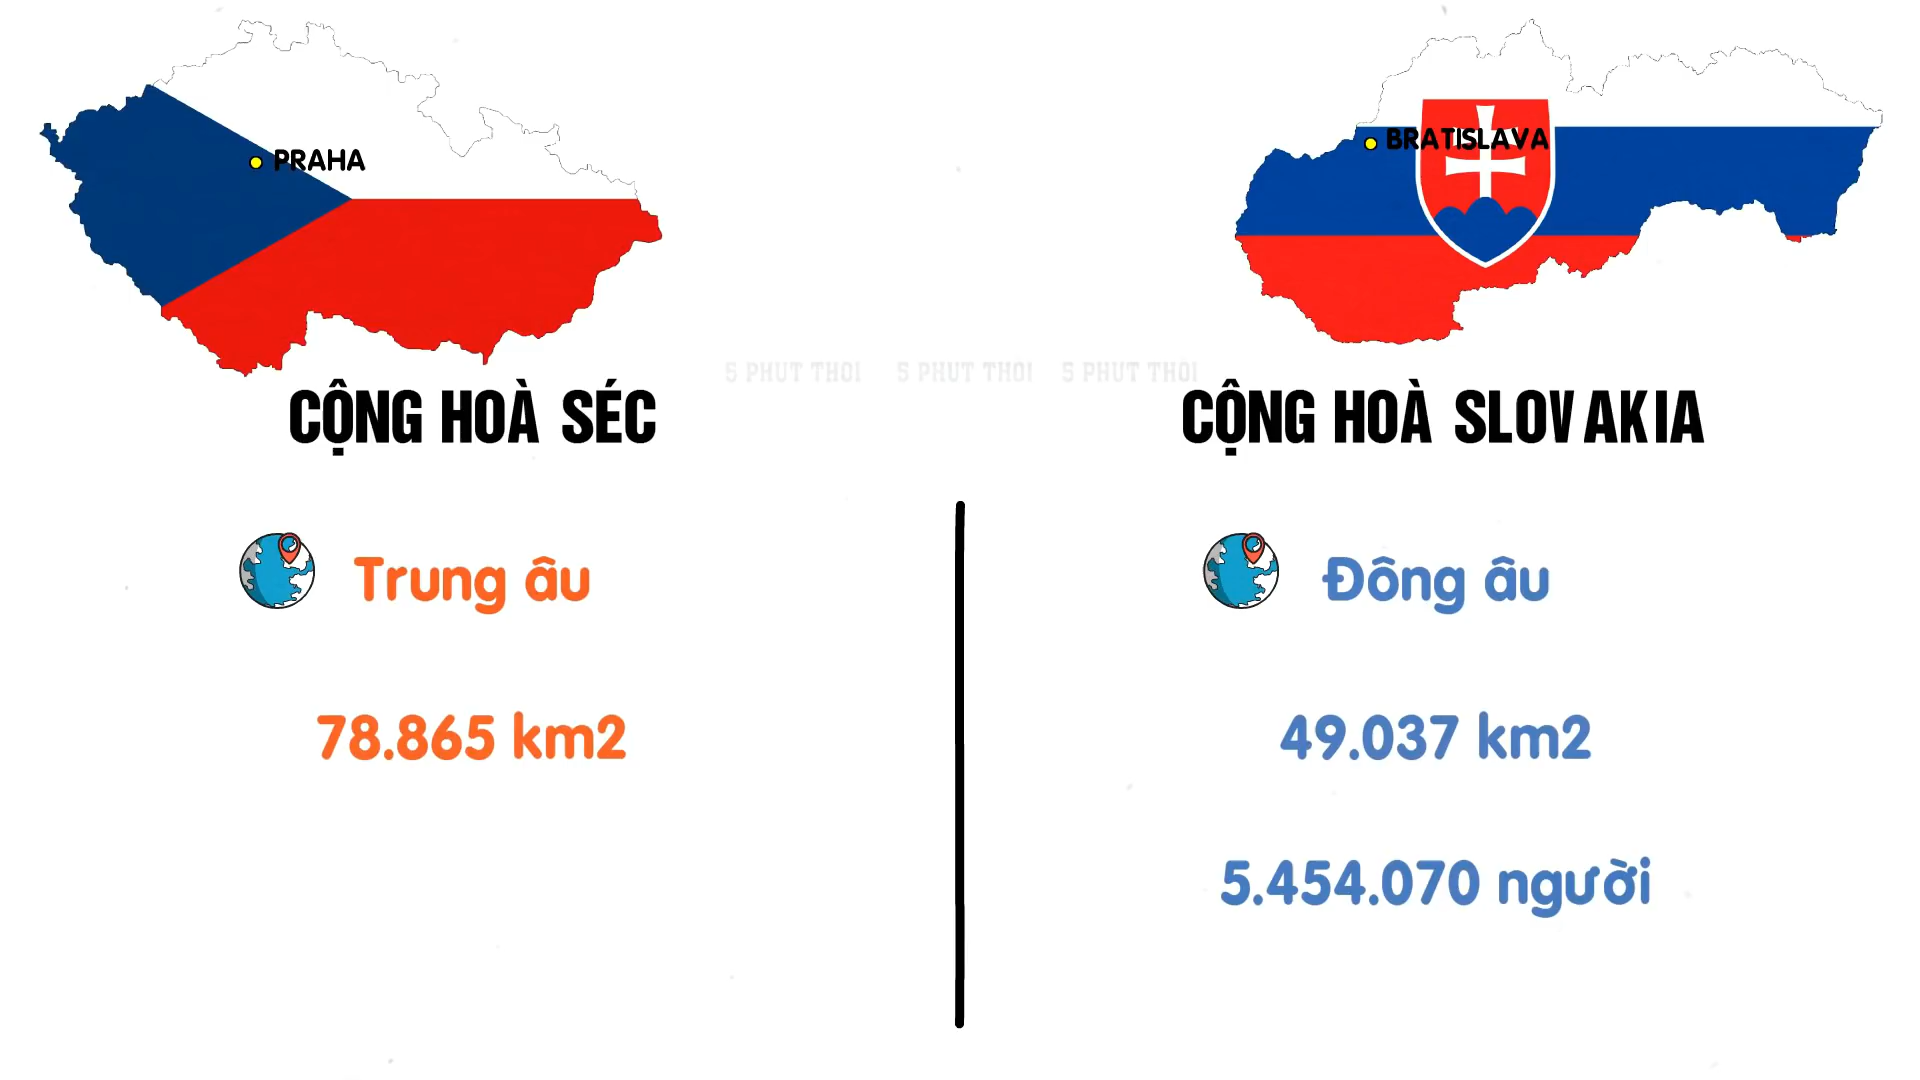 PRAHA
BRATISLAVA
5 PHUT THOI 5 PHUT THOI 5 PHUT THOI
CỘNG HOÀ SÉC
CỘNG HOÀ SLOVAKIA
Trung âu
Đông âu
78.865 km2
49.037 km2
5.454.070 người